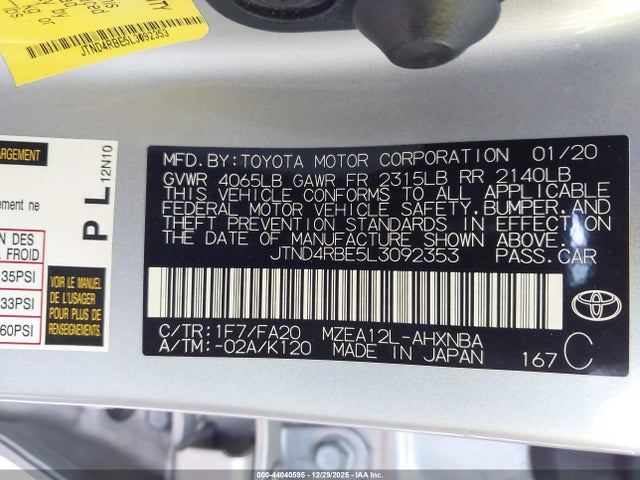 JTND4RBE5L3092353
MFD.BY: TOYOTA MOTOR CORPORATION 01/20
GVWR 4065LB GAWR FR 2315LB RR 2140LB
THIS VEHICLE CONFORMS TO ALL APPLICABLE
FEDERAL MOTOR VEHICLE SAFETY, BUMPER, AND
THEFT PREVENTION STANDARDS IN EFFECT ON
THE DATE OF MANUFACTURE SHOWN ABOVE.
JTND4RBE5L3092353 PASS.CAR
C/TR:1F7/FA20 MZEA12L-AHXNBA
A/TM:-02A/K120 MADE IN JAPAN 167 C
TOYOTA
P L 12N10
ement ne
N DES
A FROID
35PSI
33PSI
60PSI
VOIR LE MANUEL
DE L'USAGER
POUR PLUS DE
RENSEIGNEMENTS.
000-44040595 - 12/29/2025 - IAAI.COM